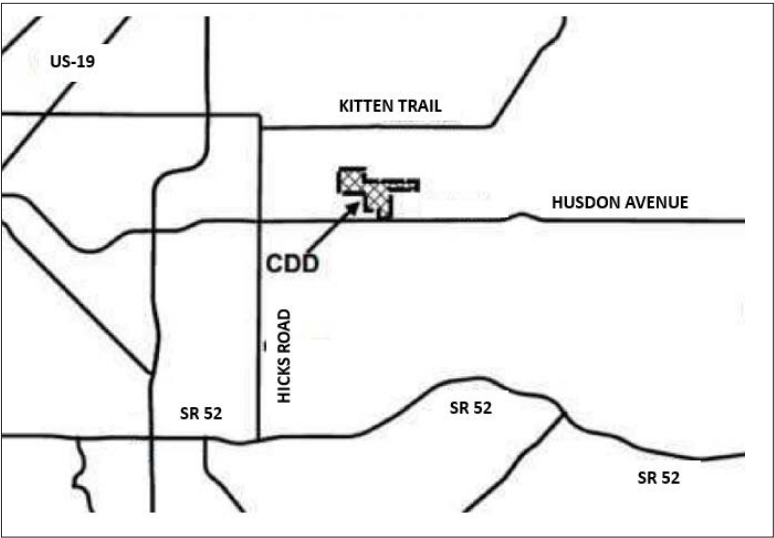 US-19
KITTEN TRAIL
HUSDON AVENUE
CDD
HICKS ROAD
SR 52
SR 52
SR 52